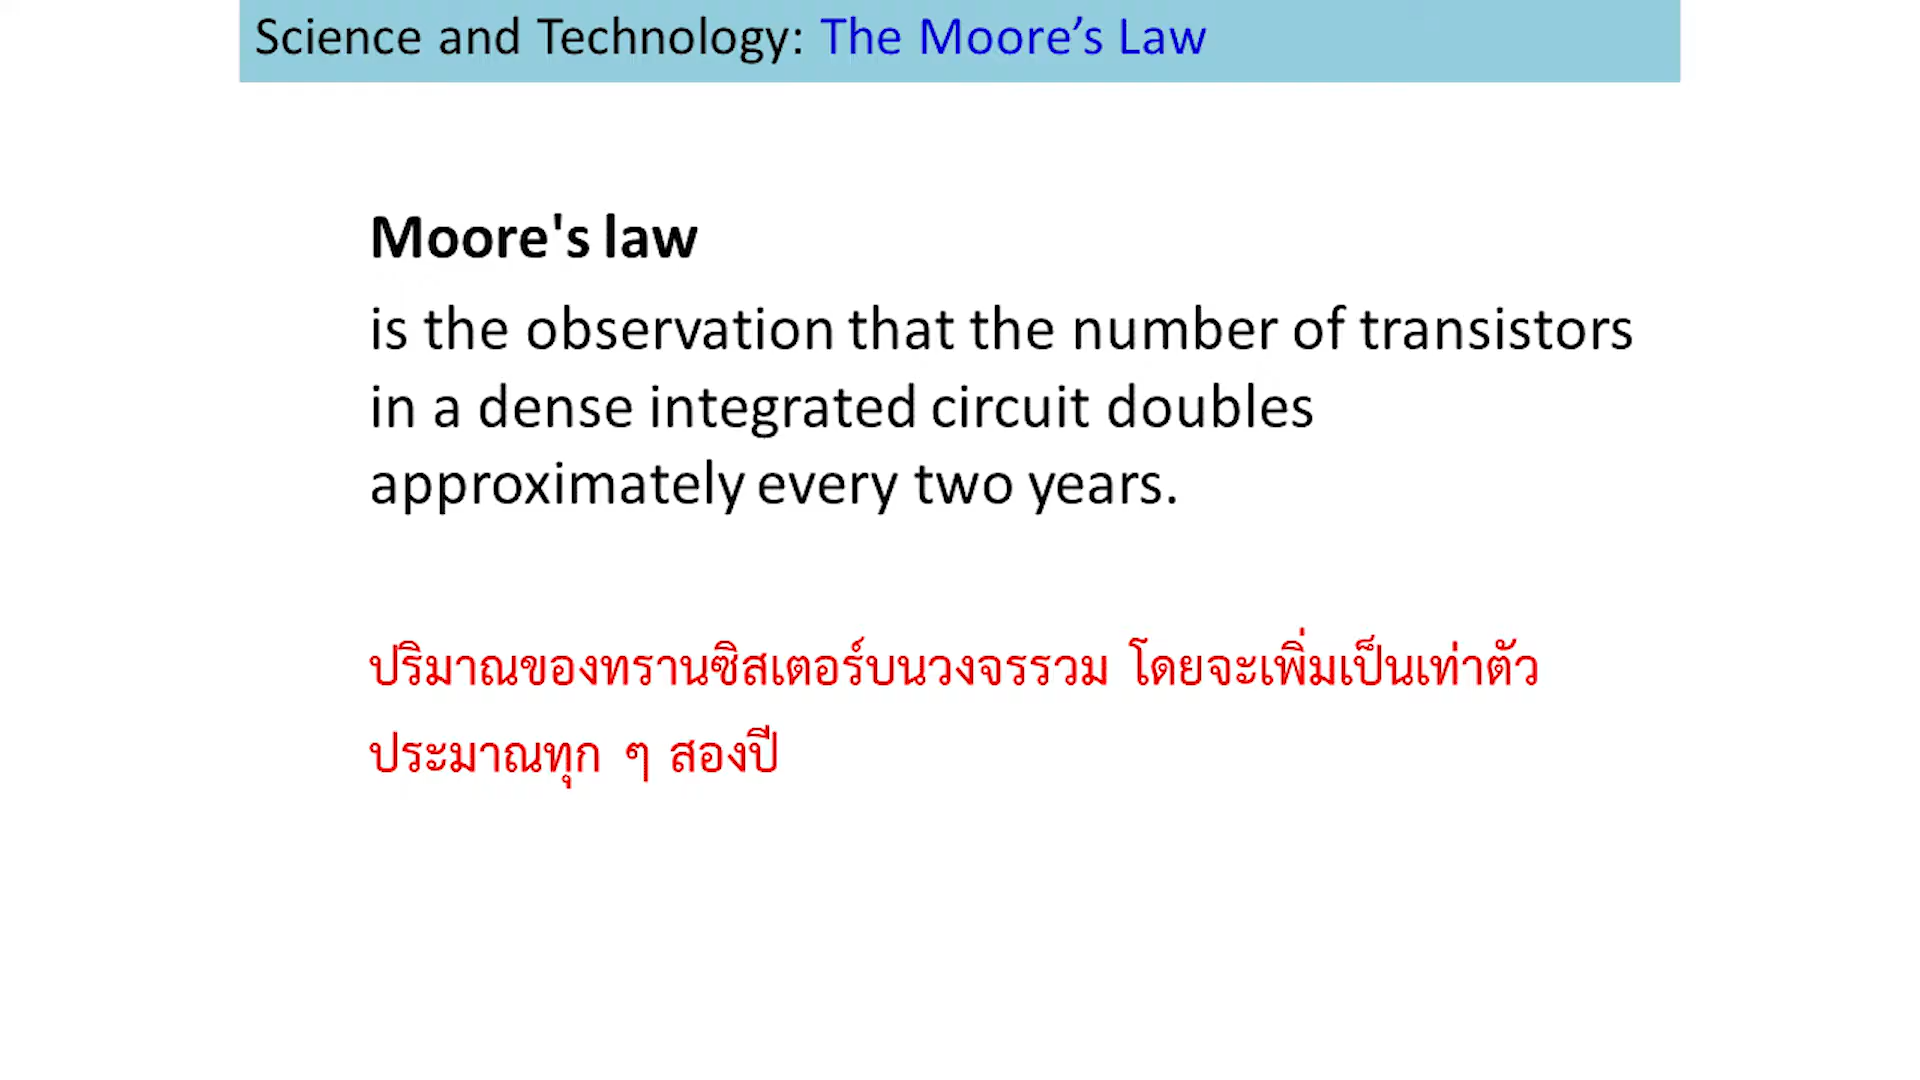 Science and Technology: The Moore’s Law
Moore's law
is the observation that the number of transistors
in a dense integrated circuit doubles
approximately every two years.
ปริมาณของทรานซิสเตอร์บนวงจรรวม โดยจะเพิ่มเป็นเท่าตัว
ประมาณทุก ๆ สองปี